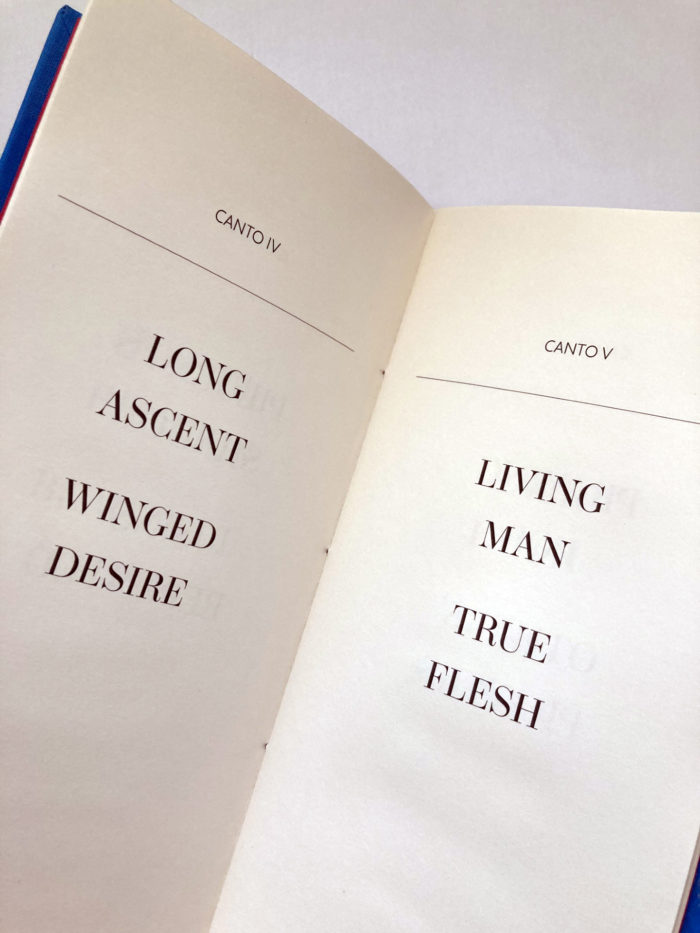 CANTO IV
LONG
ASCENT
WINGED
DESIRE
CANTO V
LIVING
MAN
TRUE
FLESH